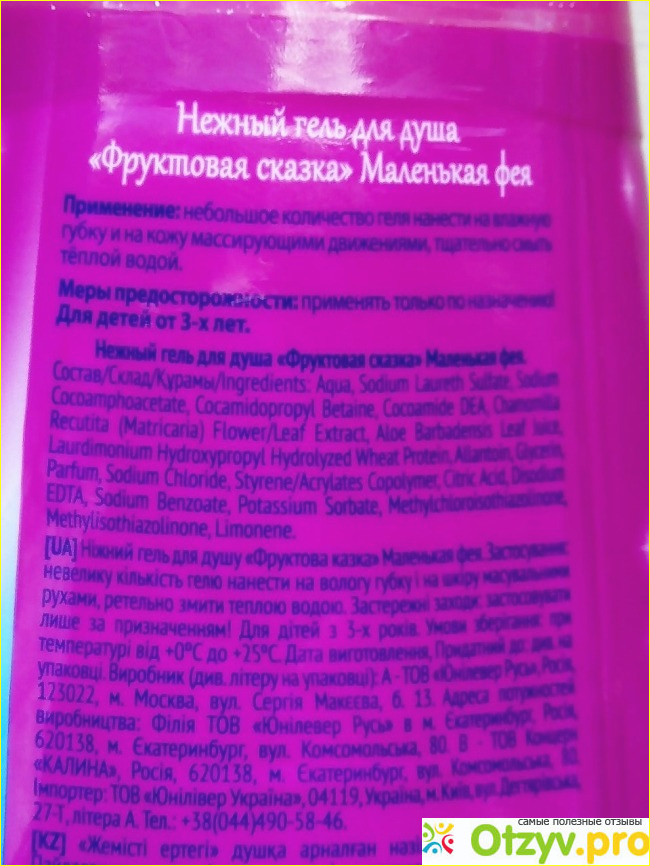 Нежный гель для душа
«Фруктовая сказка» Маленькая фея
Применение: небольшое количество геля нанести на влажную
губку и на кожу массирующими движениями, тщательно смыть
тёплой водой.
Меры предосторожности: применять только по назначению!
Для детей от 3-х лет.
Нежный гель для душа «Фруктовая сказка» Маленькая фея.
Состав/Склад/Құрамы/Ingredients: Aqua, Sodium Laureth Sulfate, Sodium
Cocoamphoacetate, Cocamidopropyl Betaine, Cocoamide DEA, Chamomilla
Recutita (Matricaria) Flower/Leaf Extract, Aloe Barbadensis Leaf Juice,
Laurdimonium Hydroxypropyl Hydrolyzed Wheat Protein, Allantoin, Glycerin,
Parfum, Sodium Chloride, Styrene/Acrylates Copolymer, Citric Acid, Disodium
EDTA, Sodium Benzoate, Potassium Sorbate, Methylchloroisothiazolinone,
Methylisothiazolinone, Limonene.
[UA] Ніжний гель для душу «Фруктова казка» Маленькая фея. Застосування:
невелику кількість гелю нанести на вологу губку і на шкіру масувальними
рухами, ретельно змити теплою водою. Застережні заходи: застосовувати
лише за призначенням! Для дітей з 3-х років. Умови зберігання: при
температурі від +0°С до +25°С. Дата виготовлення, Придатний до: див. на
упаковці. Виробник (див. літеру на упаковці): А - ТОВ «Юнілевер Русь», Росія,
123022, м. Москва, вул. Сергія Макєєва, б. 13. Адреса потужностей
виробництва: Філія ТОВ «Юнілевер Русь» в м. Єкатеринбург, Росія,
620138, м. Єкатеринбург, вул. Комсомольська, 80. В - ТОВ Концерн
«КАЛИНА», Росія, 620138, м. Єкатеринбург, вул. Комсомольська, 80.
Імпортер: ТОВ «Юнілівер Україна», 04119, Україна, м. Київ, вул. Дегтярівська,
27-Т, літера А. Тел.: +38(044)490-58-46.
[KZ] «Жемісті ертегі» душқа арналған
самые полезные отзывы
Otzyv.pro